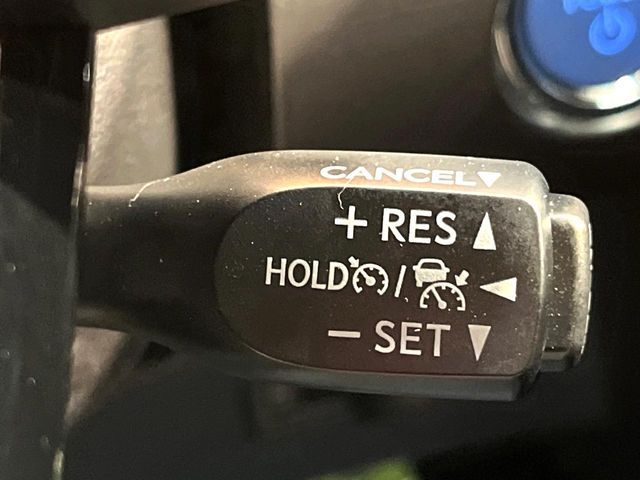 CANCEL▼
+ RES ▲
HOLD / ◀
− SET ▼